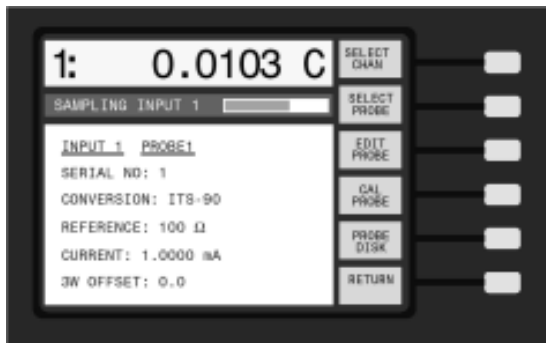 1: 0.0103 C
SAMPLING INPUT 1
INPUT 1 PROBE1
SERIAL NO: 1
CONVERSION: ITS-90
REFERENCE: 100 Ω
CURRENT: 1.0000 mA
3W OFFSET: 0.0
SELECT
CHAN
SELECT
PROBE
EDIT
PROBE
CAL
PROBE
PROBE
DISK
RETURN